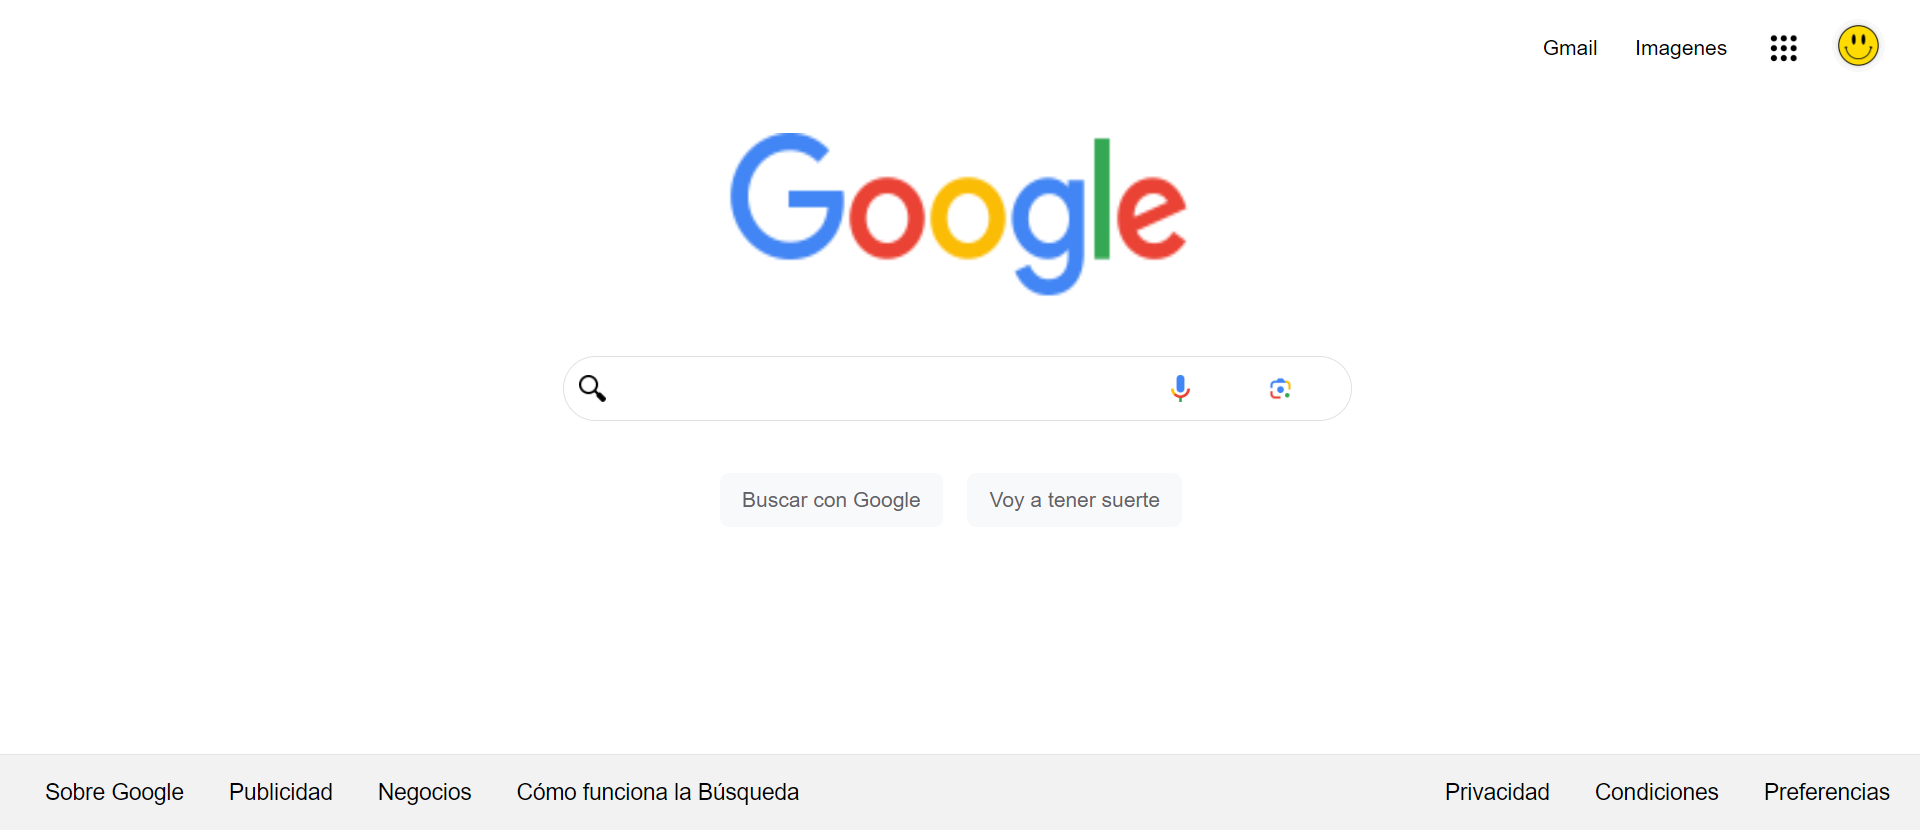 Gmail Imagenes
Google
Buscar con Google Voy a tener suerte
Sobre Google Publicidad Negocios Cómo funciona la Búsqueda Privacidad Condiciones Preferencias